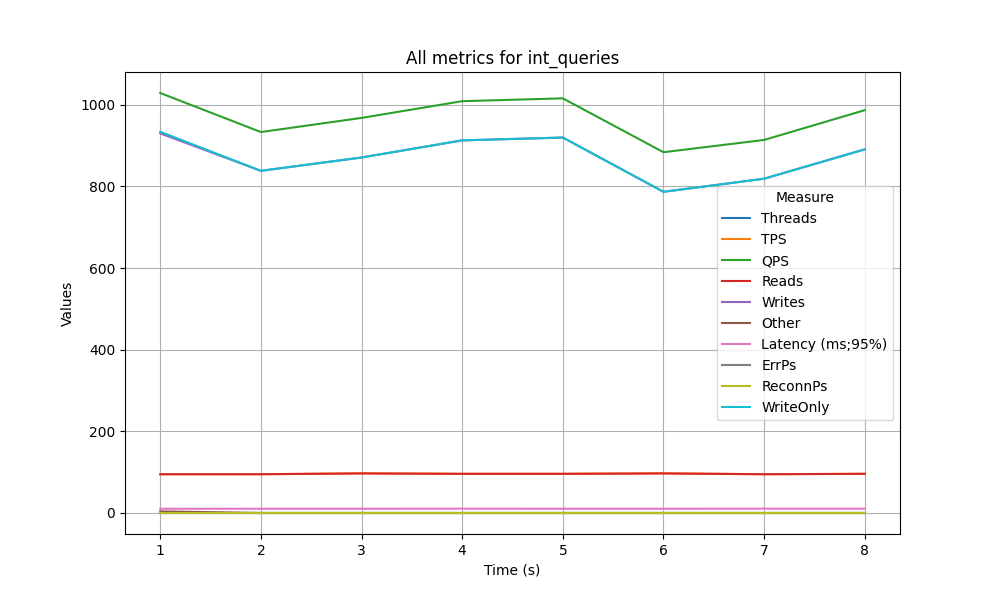 All metrics for int_queries
1000
800
600
400
200
0
Values
Measure
Threads
TPS
QPS
Reads
Writes
Other
Latency (ms;95%)
ErrPs
ReconnPs
WriteOnly
1 2 3 4 5 6 7 8
Time (s)